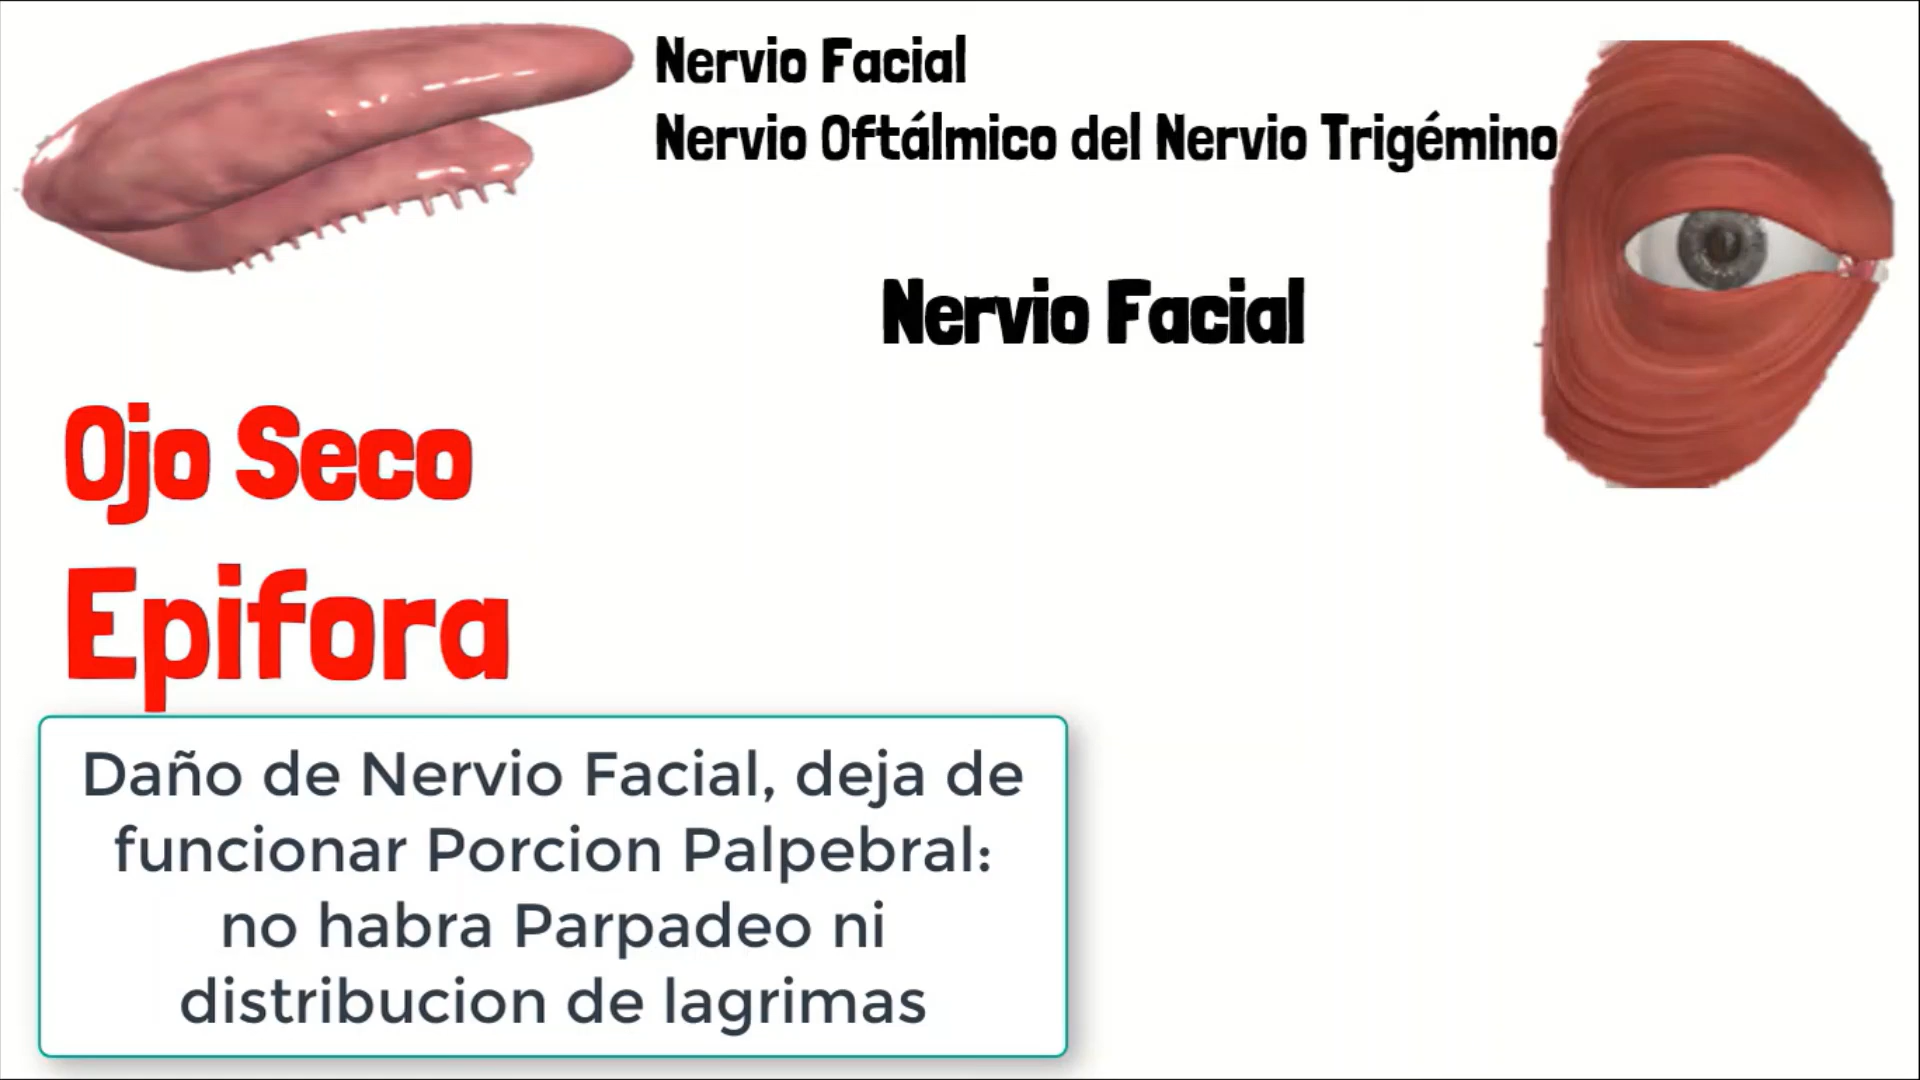 Nervio Facial
Nervio Oftálmico del Nervio Trigémino
Nervio Facial
Ojo Seco
Epifora
Daño de Nervio Facial, deja de
funcionar Porcion Palpebral:
no habra Parpadeo ni
distribucion de lagrimas